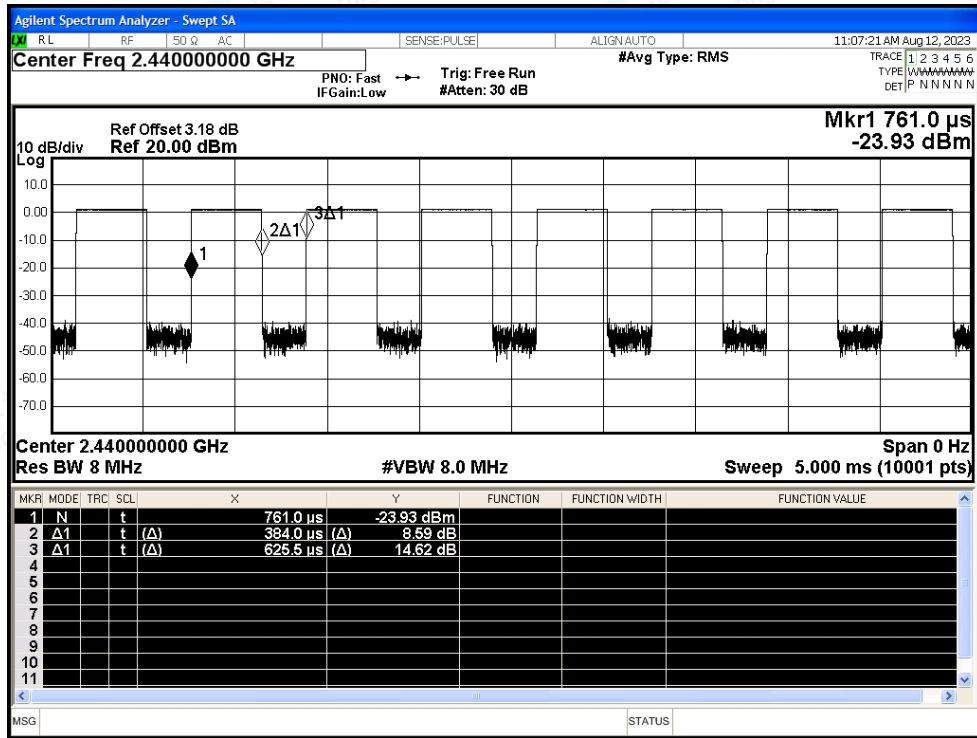 Agilent Spectrum Analyzer - Swept SA
LXI RL RF 50 Ω AC SENSE:PULSE ALIGN AUTO 11:07:21 AM Aug 12, 2023
Center Freq 2.440000000 GHz #Avg Type: RMS TRACE 1 2 3 4 5 6
PNO: Fast Trig: Free Run TYPE
IFGain:Low #Atten: 30 dB DET P N N N N N
Mkr1 761.0 µs
Ref Offset 3.18 dB
10 dB/div Ref 20.00 dBm -23.93 dBm
Log
10.0
0.00
3Δ1
2Δ1
-10.0
1
-20.0
-30.0
-40.0
-50.0
-60.0
-70.0
Center 2.440000000 GHz Span 0 Hz
Res BW 8 MHz #VBW 8.0 MHz Sweep 5.000 ms (10001 pts)
MKR MODE TRC SCL X Y FUNCTION FUNCTION WIDTH FUNCTION VALUE
1 N t 761.0 µs -23.93 dBm
2 Δ1 t (Δ) 384.0 µs (Δ) 8.59 dB
3 Δ1 t (Δ) 625.5 µs (Δ) 14.62 dB
4
5
6
7
8
9
10
11
MSG STATUS